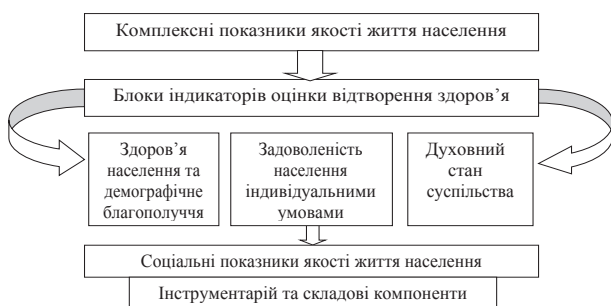 Комплексні показники якості життя населення
Блоки індикаторів оцінки відтворення здоров’я
Здоров’я
населення та
демографічне
благополуччя
Задоволеність
населення
індивідуальними
умовами
Духовний
стан
суспільства
Соціальні показники якості життя населення
Інструментарій та складові компоненти